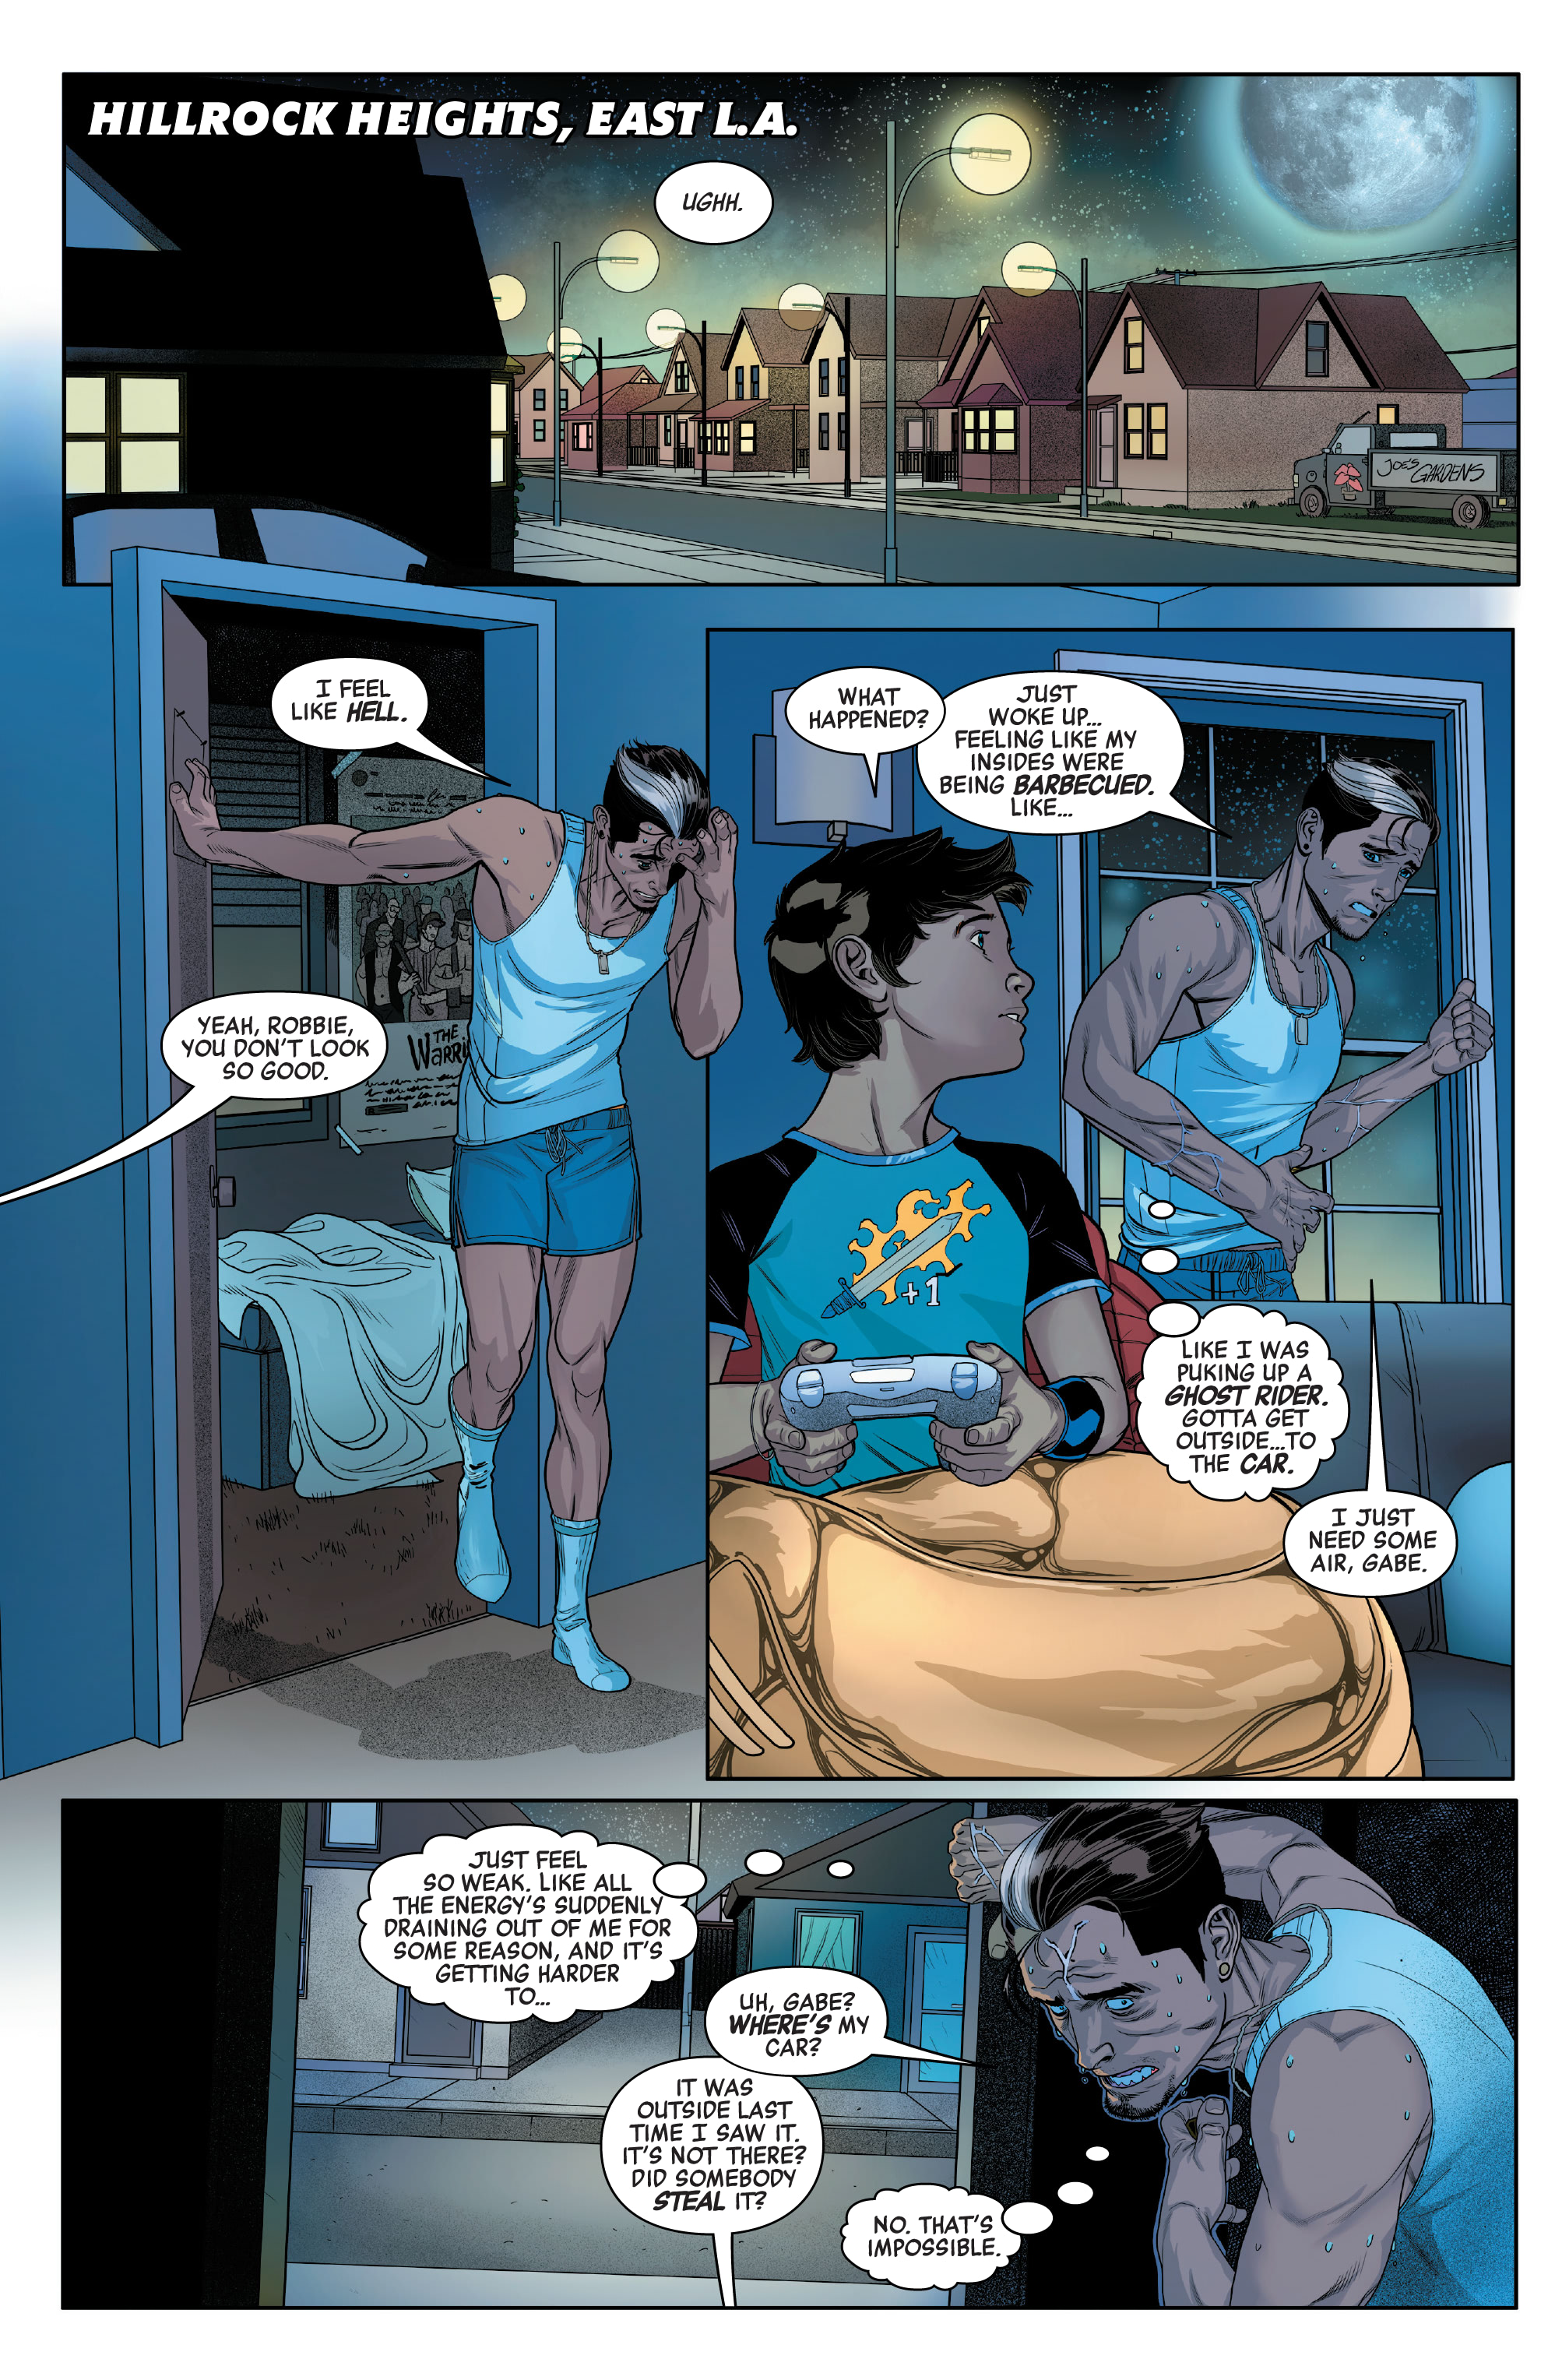 HILLROCK HEIGHTS, EAST L.A.
UGHH.
JOE'S
GARDENS
I FEEL
LIKE HELL.
YEAH, ROBBIE,
YOU DON'T LOOK
SO GOOD.
THE
WARRI
WHAT
HAPPENED?
JUST
WOKE UP...
FEELING LIKE MY
INSIDES WERE
BEING BARBECUED.
LIKE...
+1
LIKE I WAS
PUKING UP A
GHOST RIDER.
GOTTA GET
OUTSIDE...TO
THE CAR.
I JUST
NEED SOME
AIR, GABE.
JUST FEEL
SO WEAK. LIKE ALL
THE ENERGY'S SUDDENLY
DRAINING OUT OF ME FOR
SOME REASON, AND IT'S
GETTING HARDER
TO...
UH, GABE?
WHERE'S MY
CAR?
IT WAS
OUTSIDE LAST
TIME I SAW IT.
IT'S NOT THERE?
DID SOMEBODY
STEAL IT?
NO. THAT'S
IMPOSSIBLE.